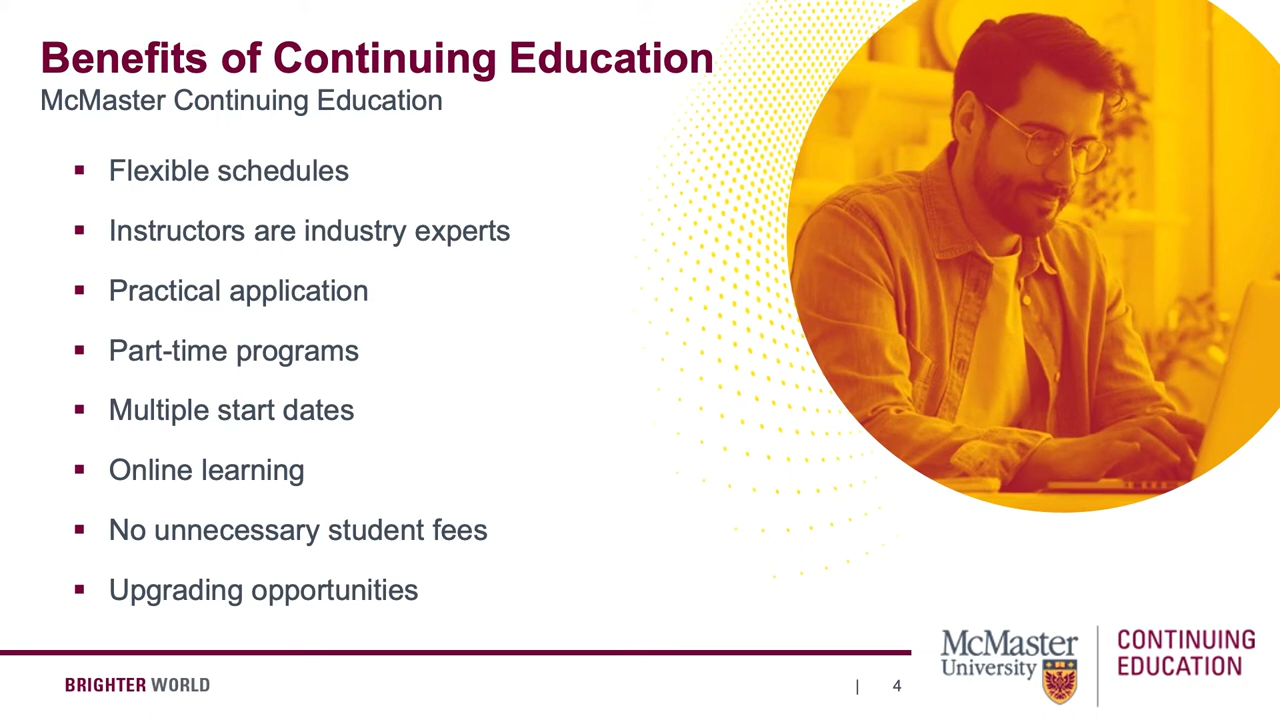 Benefits of Continuing Education
McMaster Continuing Education
Flexible schedules
Instructors are industry experts
Practical application
Part-time programs
Multiple start dates
Online learning
No unnecessary student fees
Upgrading opportunities
BRIGHTER WORLD
| 4
McMaster
University
CONTINUING
EDUCATION